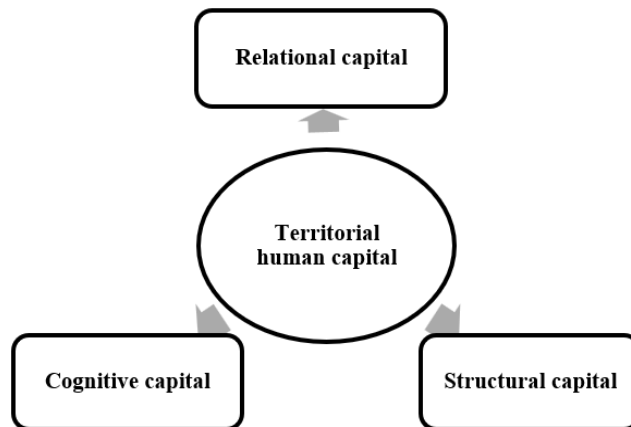 Relational capital
Territorial
human capital
Cognitive capital
Structural capital